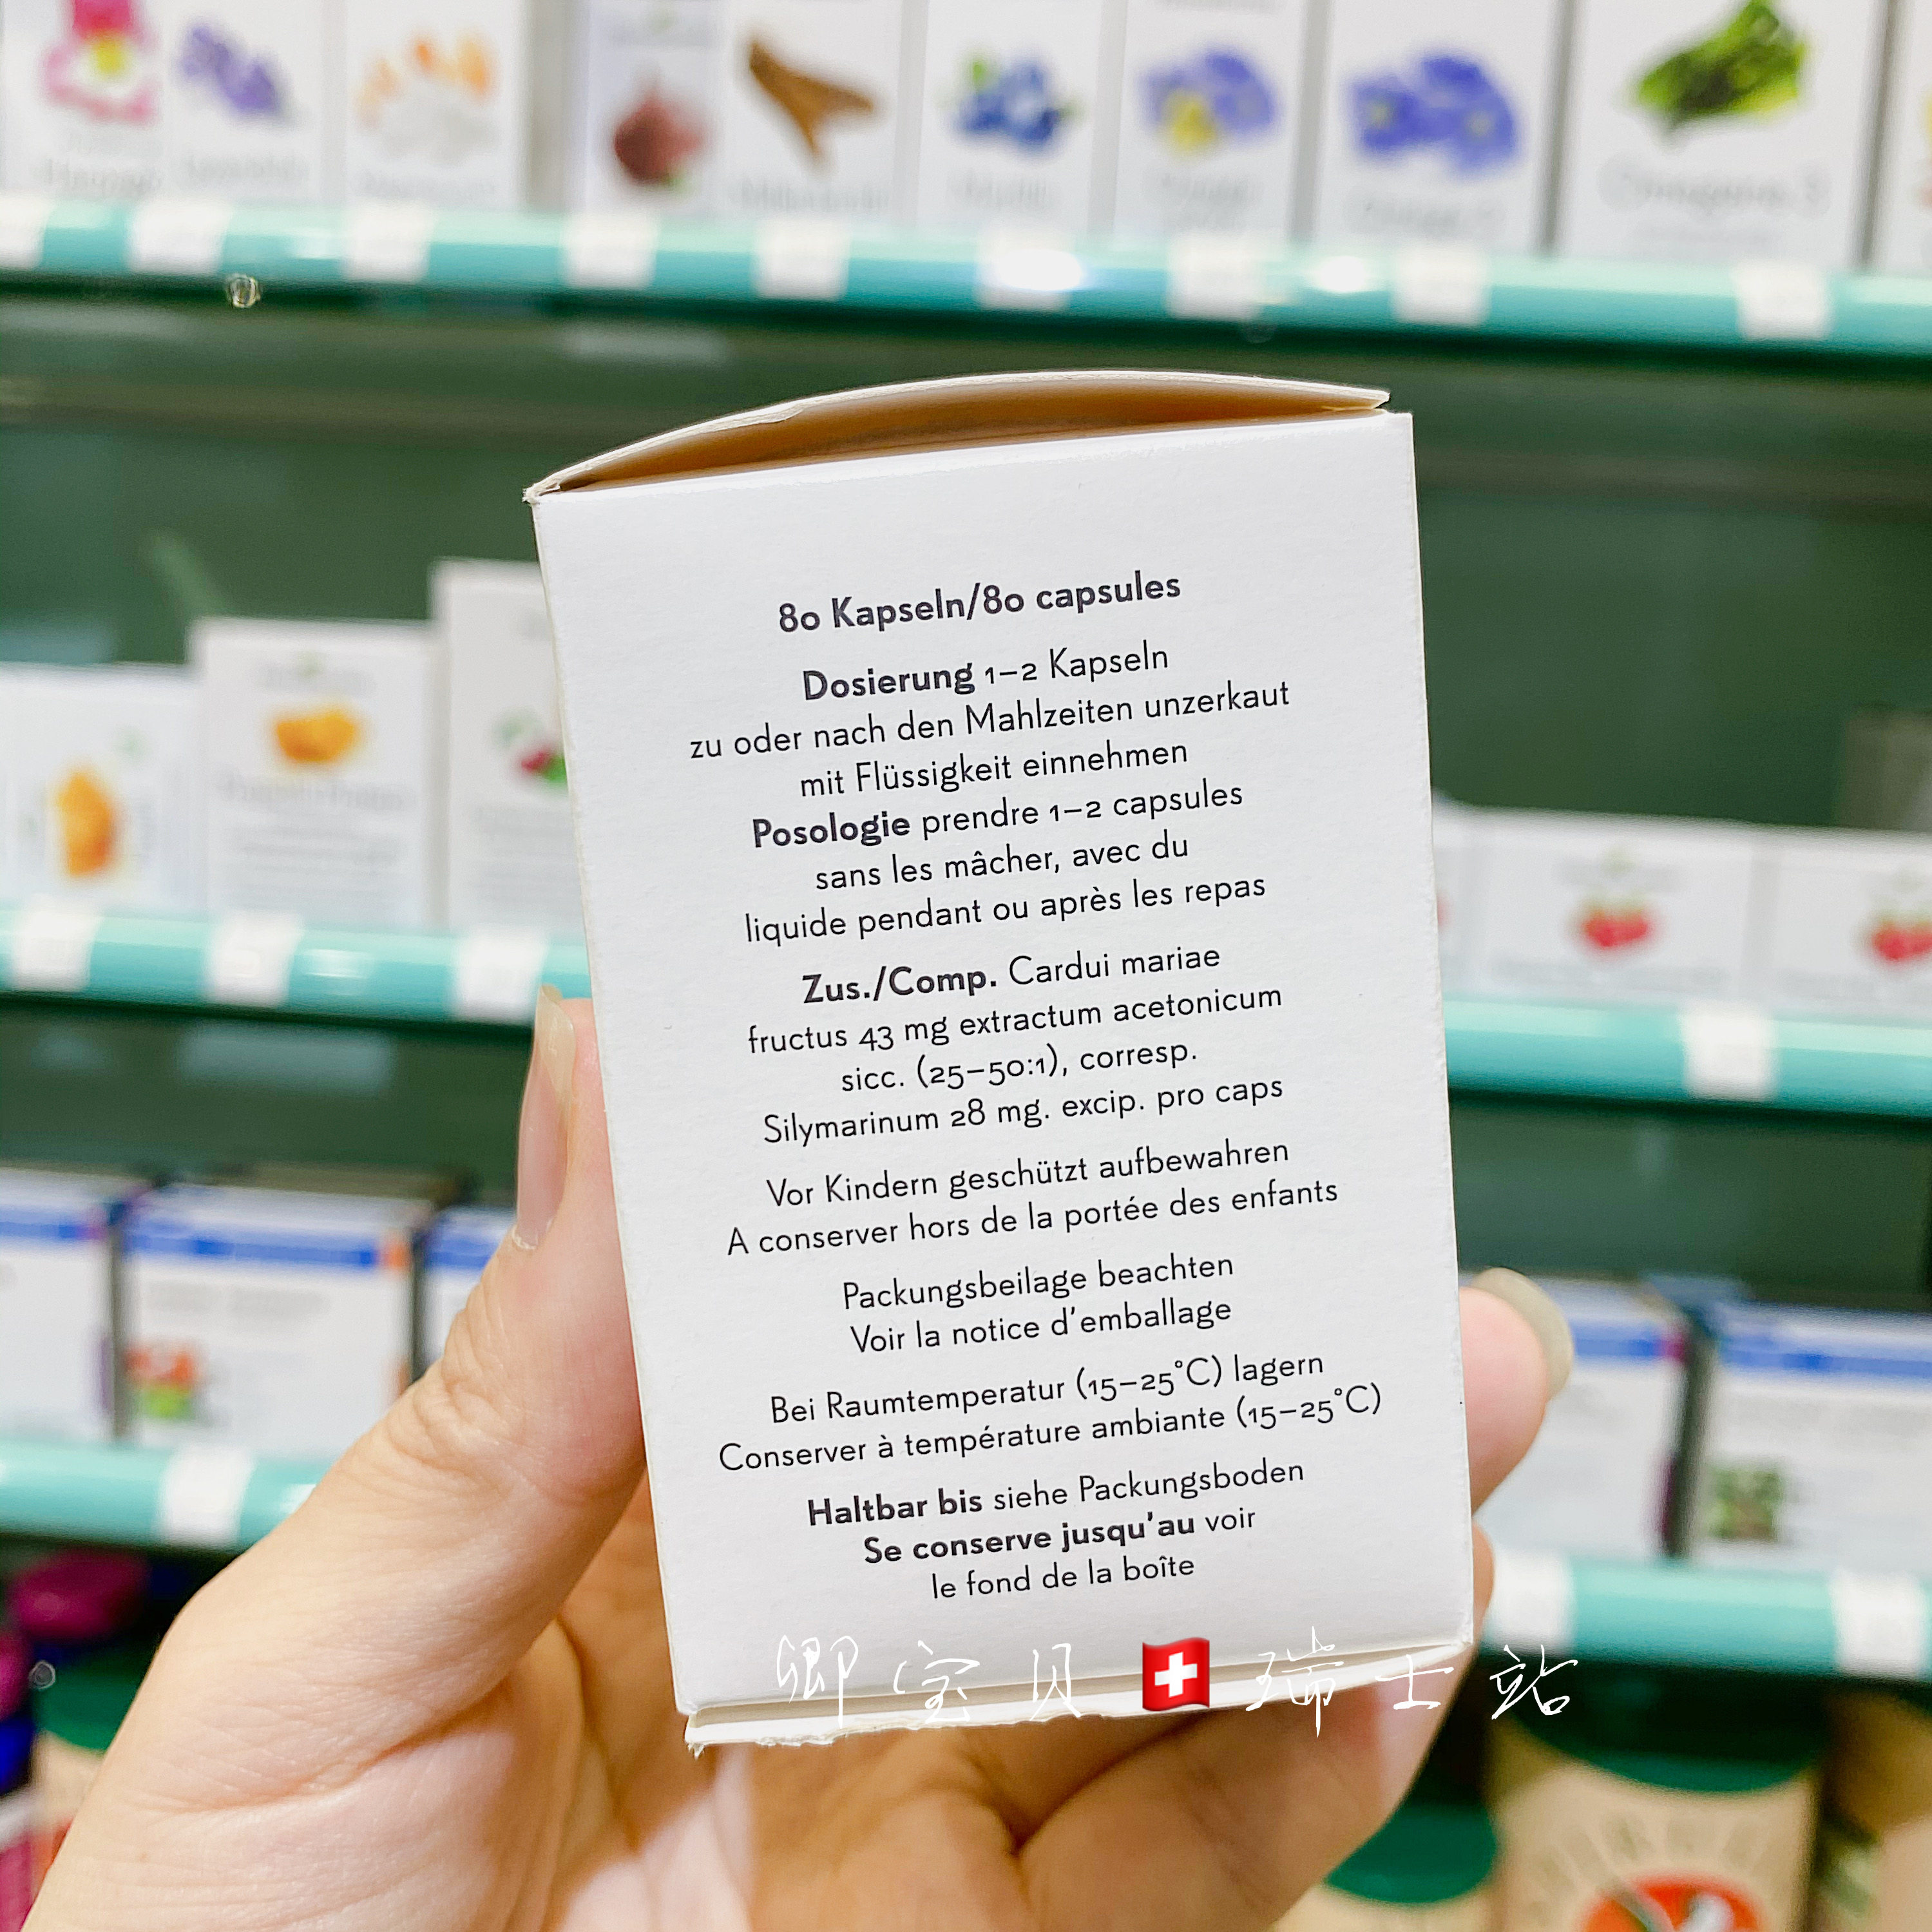 80 Kapseln/80 capsules
Dosierung 1–2 Kapseln
zu oder nach den Mahlzeiten unzerkaut
mit Flüssigkeit einnehmen
Posologie prendre 1–2 capsules
sans les mâcher, avec du
liquide pendant ou après les repas
Zus./Comp. Cardui mariae
fructus 43 mg extractum acetonicum
sicc. (25–50:1), corresp.
Silymarinum 28 mg. excip. pro caps
Vor Kindern geschützt aufbewahren
A conserver hors de la portée des enfants
Packungsbeilage beachten
Voir la notice d'emballage
Bei Raumtemperatur (15–25°C) lagern
Conserver à température ambiante (15–25°C)
Haltbar bis siehe Packungsboden
Se conserve jusqu'au voir
le fond de la boîte
卿宝贝🇨🇭瑞士站